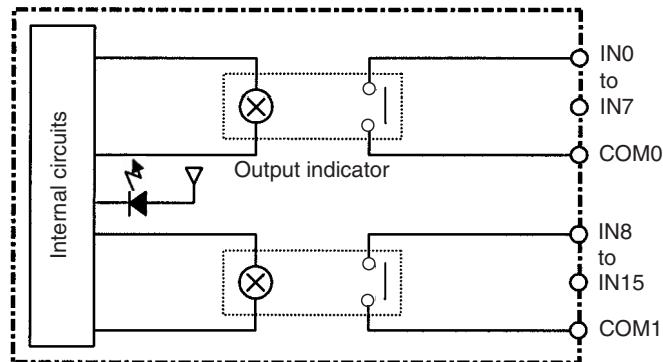 Internal circuits
IN0
to
IN7
COM0
Output indicator
IN8
to
IN15
COM1